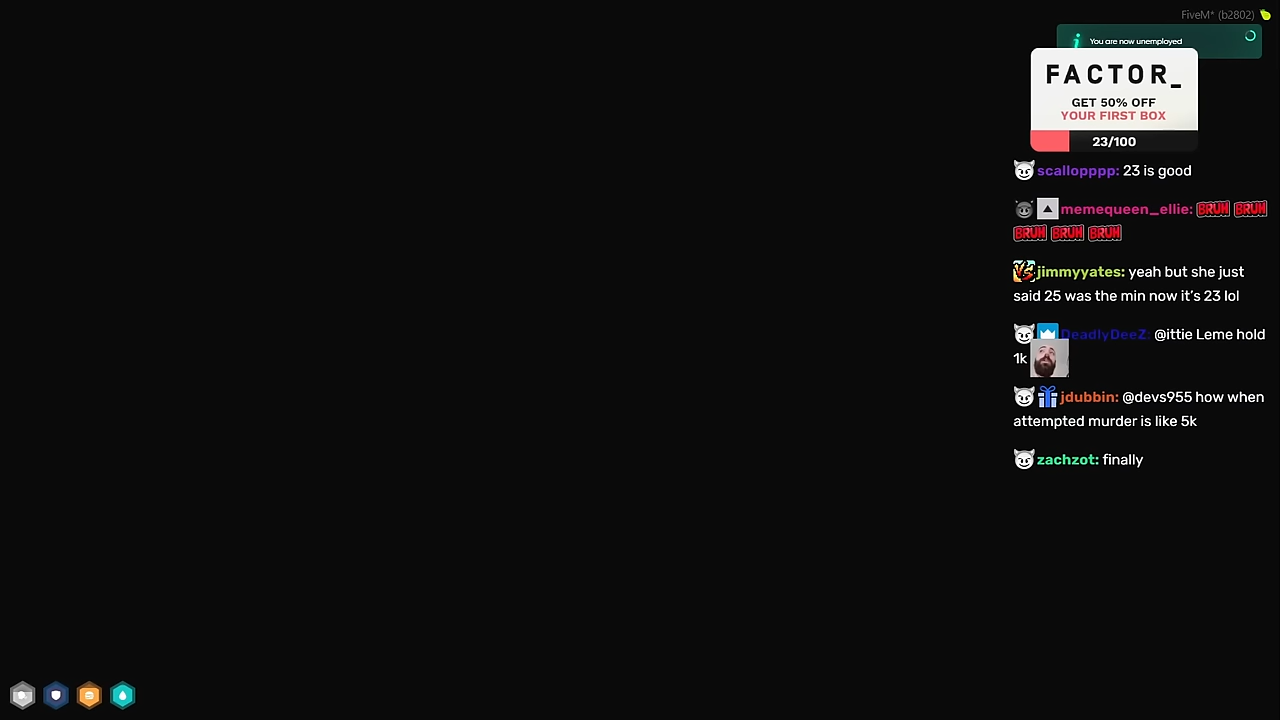 FiveM* (b2802)
You are now unemployed
FACTOR_
GET 50% OFF
YOUR FIRST BOX
23/100
scallopppp: 23 is good
memequeen_ellie: BRUH BRUH
BRUH BRUH BRUH
jimmyyates: yeah but she just
said 25 was the min now it's 23 lol
DeadlyDeeZ: @ittie Leme hold
1k
jdubbin: @devs955 how when
attempted murder is like 5k
zachzot: finally